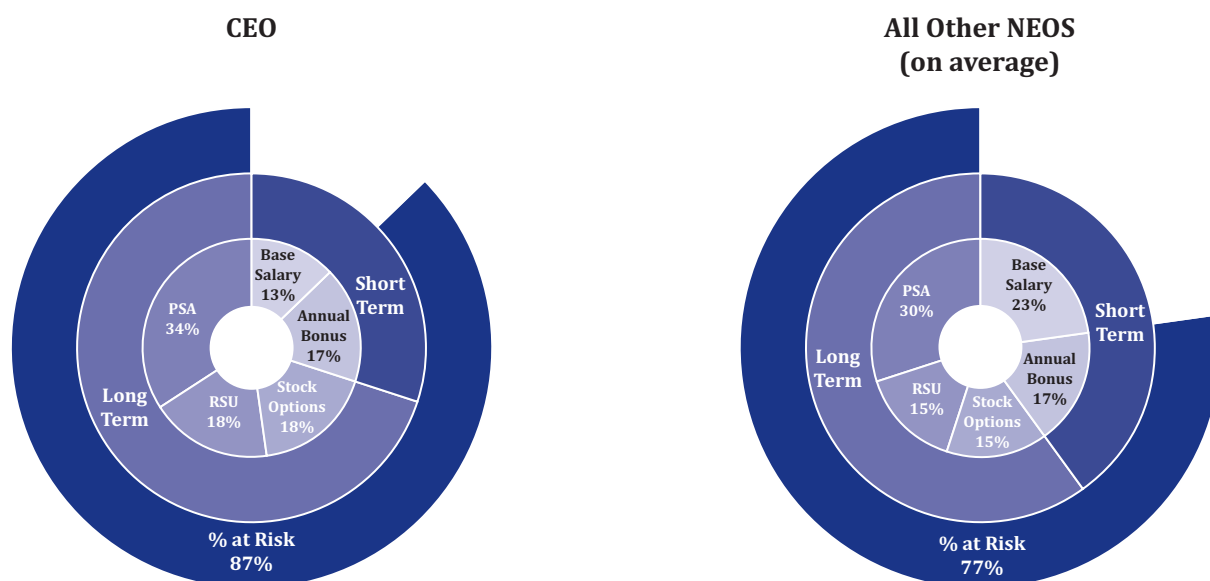 CEO
Base
Salary
13%
Short
Term
Annual
Bonus
17%
Stock
Options
18%
RSU
18%
PSA
34%
Long
Term
% at Risk
87%
All Other NEOS
(on average)
Base
Salary
23%
Short
Term
Annual
Bonus
17%
Stock
Options
15%
RSU
15%
PSA
30%
Long
Term
% at Risk
77%